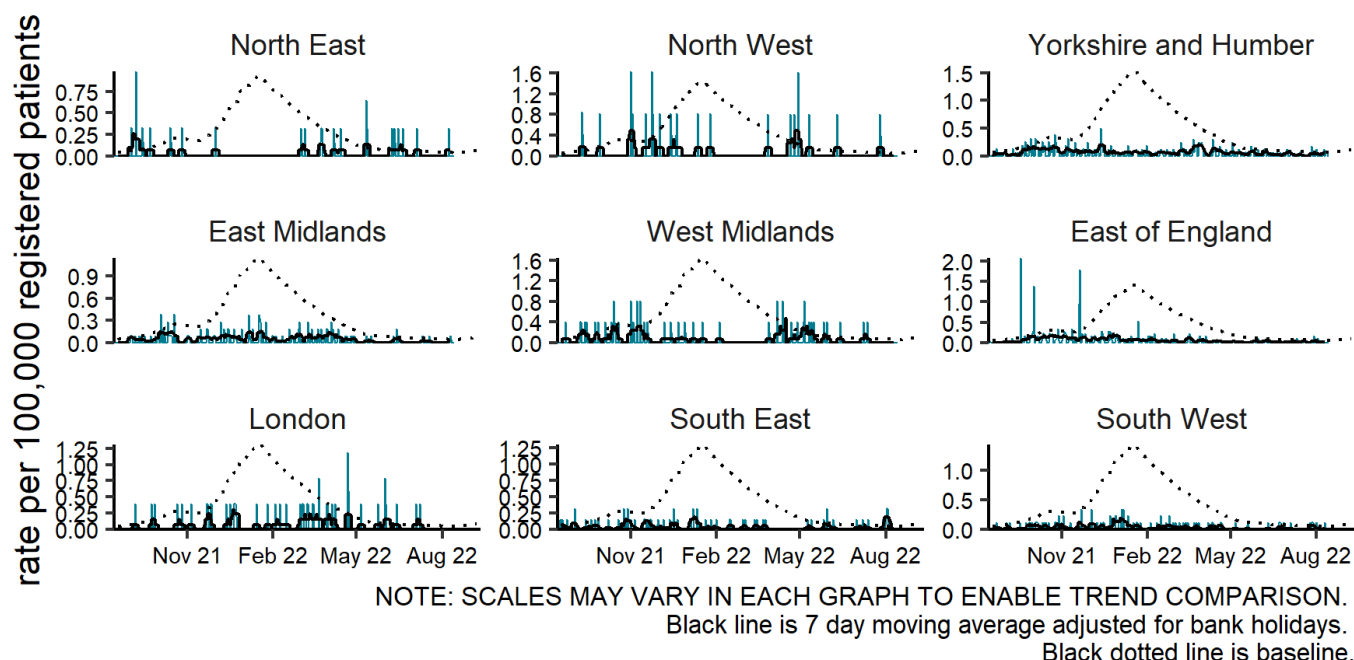 rate per 100,000 registered patients
North East
0.75
0.50
0.25
0.00
North West
1.6
1.2
0.8
0.4
0.0
Yorkshire and Humber
1.5
1.0
0.5
0.0
East Midlands
0.9
0.6
0.3
0.0
West Midlands
1.6
1.2
0.8
0.4
0.0
East of England
2.0
1.5
1.0
0.5
0.0
London
1.25
1.00
0.75
0.50
0.25
0.00
Nov 21 Feb 22 May 22 Aug 22
South East
1.25
1.00
0.75
0.50
0.25
0.00
Nov 21 Feb 22 May 22 Aug 22
South West
1.0
0.5
0.0
Nov 21 Feb 22 May 22 Aug 22
NOTE: SCALES MAY VARY IN EACH GRAPH TO ENABLE TREND COMPARISON.
Black line is 7 day moving average adjusted for bank holidays.
Black dotted line is baseline.